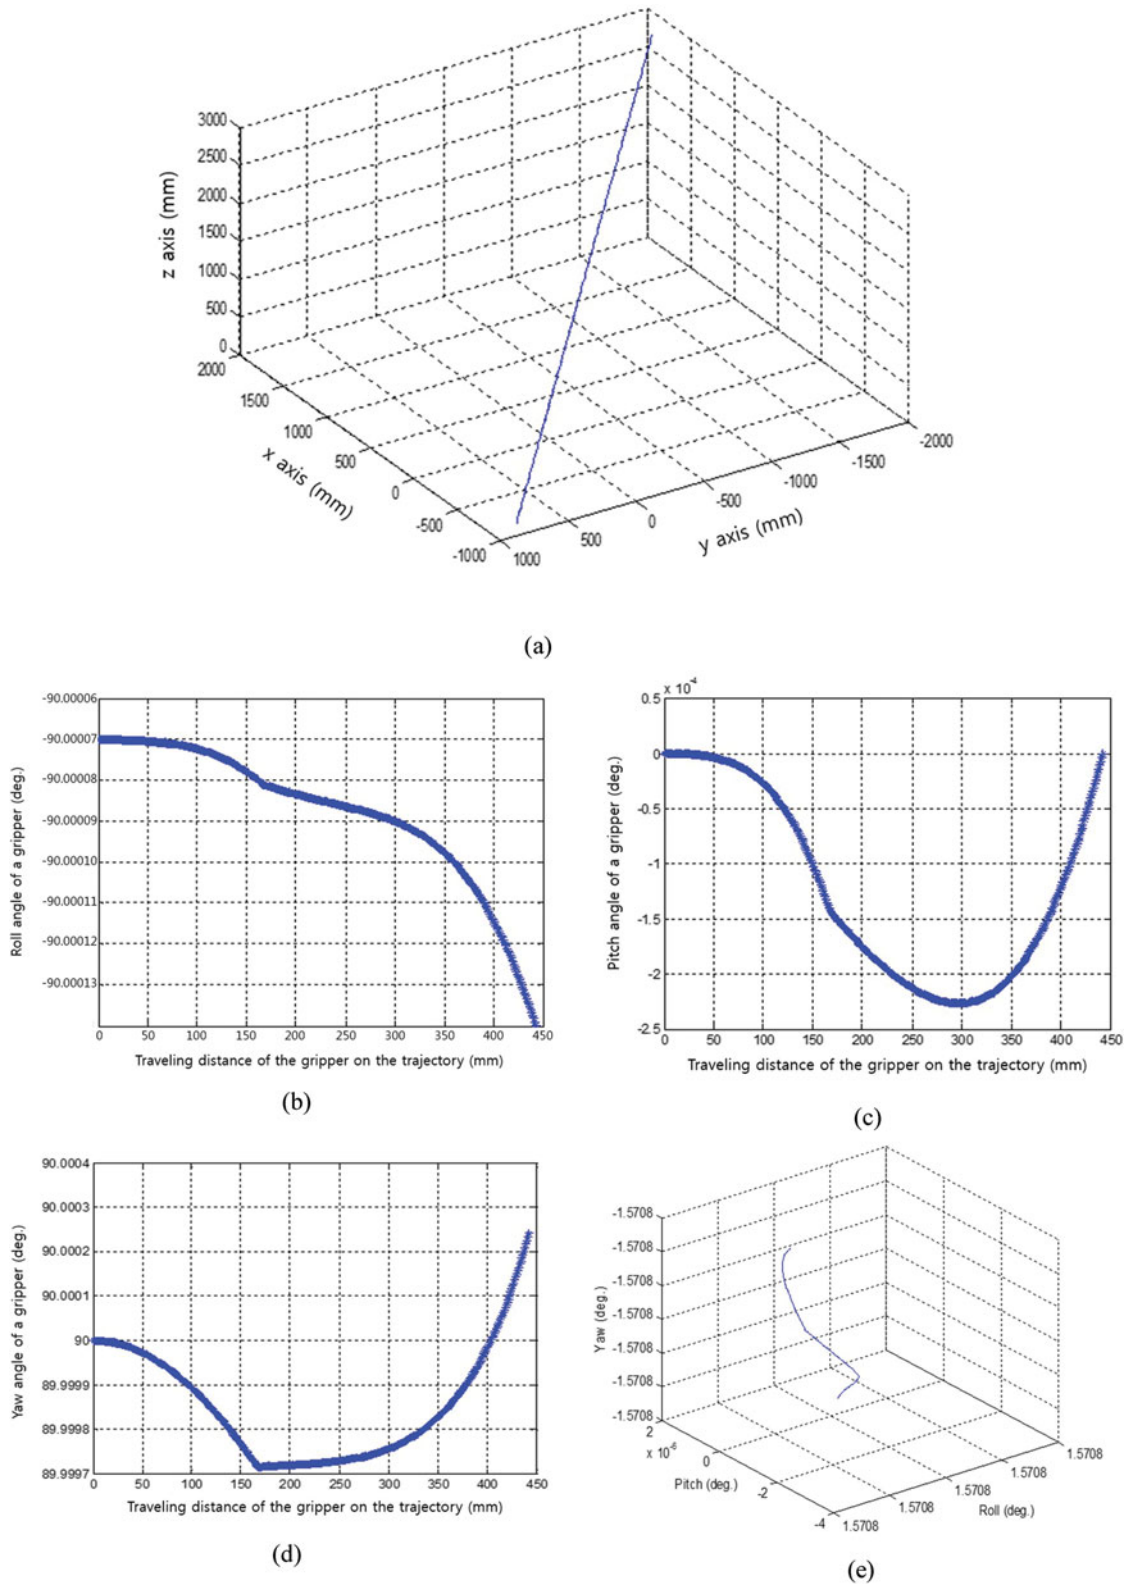 3000
2500
2000
1500
1000
500
0
z axis (mm)
2000
1500
1000
500
0
-500
-1000
x axis (mm)
1000
500
0
-500
-1000
-1500
-2000
y axis (mm)
(a)
-90.00006
-90.00007
-90.00008
-90.00009
-90.00010
-90.00011
-90.00012
-90.00013
Roll angle of a gripper (deg.)
0 50 100 150 200 250 300 350 400 450
Traveling distance of the gripper on the trajectory (mm)
(b)
0.5 x 10-4
0
-0.5
-1
-1.5
-2
-2.5
Pitch angle of a gripper (deg.)
0 50 100 150 200 250 300 350 400 450
Traveling distance of the gripper on the trajectory (mm)
(c)
90.0004
90.0003
90.0002
90.0001
90
89.9999
89.9998
89.9997
Yaw angle of a gripper (deg.)
0 50 100 150 200 250 300 350 400 450
Traveling distance of the gripper on the trajectory (mm)
(d)
-1.5708
-1.5708
-1.5708
-1.5708
-1.5708
-1.5708
-1.5708
Yaw (deg.)
2
x 10-6
0
-2
-4
Pitch (deg.)
1.5708
1.5708
1.5708
1.5708
1.5708
Roll (deg.)
(e)